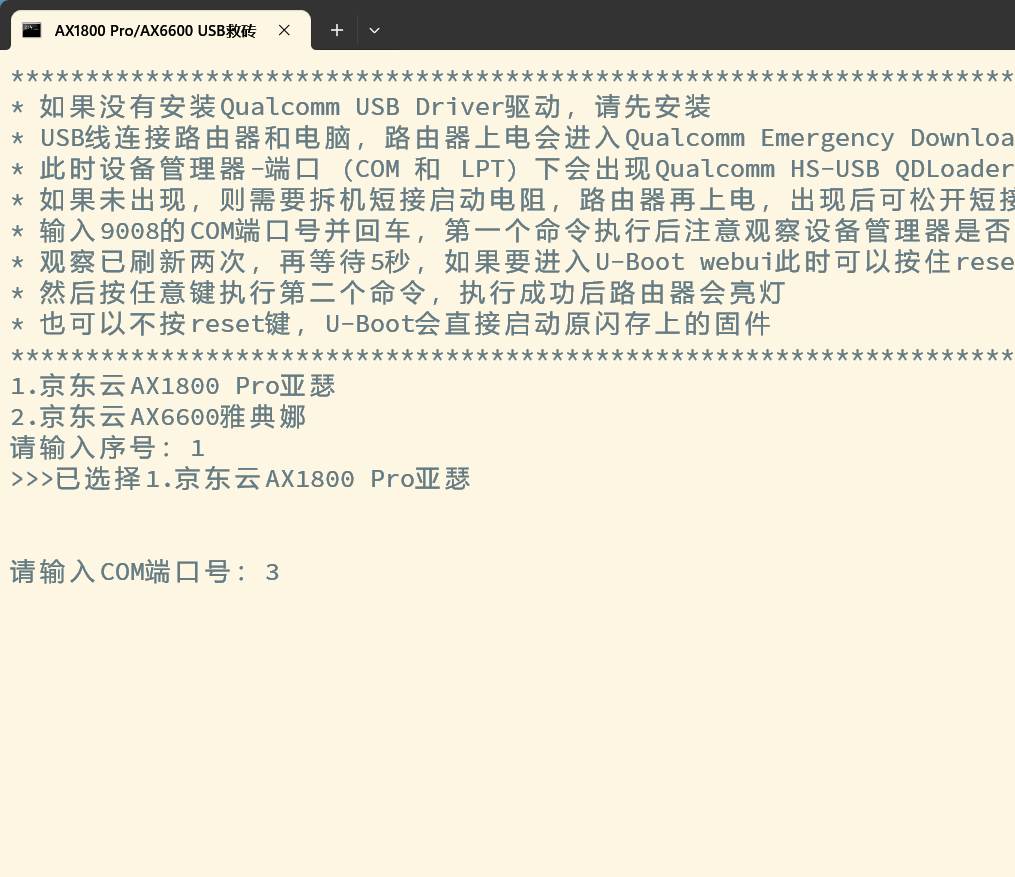 AX1800 Pro/AX6600 USB救砖
*******************************************************************
* 如果没有安装Qualcomm USB Driver驱动，请先安装
* USB线连接路由器和电脑，路由器上电会进入Qualcomm Emergency Downloa
* 此时设备管理器-端口（COM 和 LPT）下会出现Qualcomm HS-USB QDLoader
* 如果未出现，则需要拆机短接启动电阻，路由器再上电，出现后可松开短接
* 输入9008的COM端口号并回车，第一个命令执行后注意观察设备管理器是否
* 观察已刷新两次，再等待5秒，如果要进入U-Boot webui此时可以按住rese
* 然后按任意键执行第二个命令，执行成功后路由器会亮灯
* 也可以不按reset键，U-Boot会直接启动原闪存上的固件
*******************************************************************
1.京东云AX1800 Pro亚瑟
2.京东云AX6600雅典娜
请输入序号：1
>>>已选择1.京东云AX1800 Pro亚瑟
请输入COM端口号：3